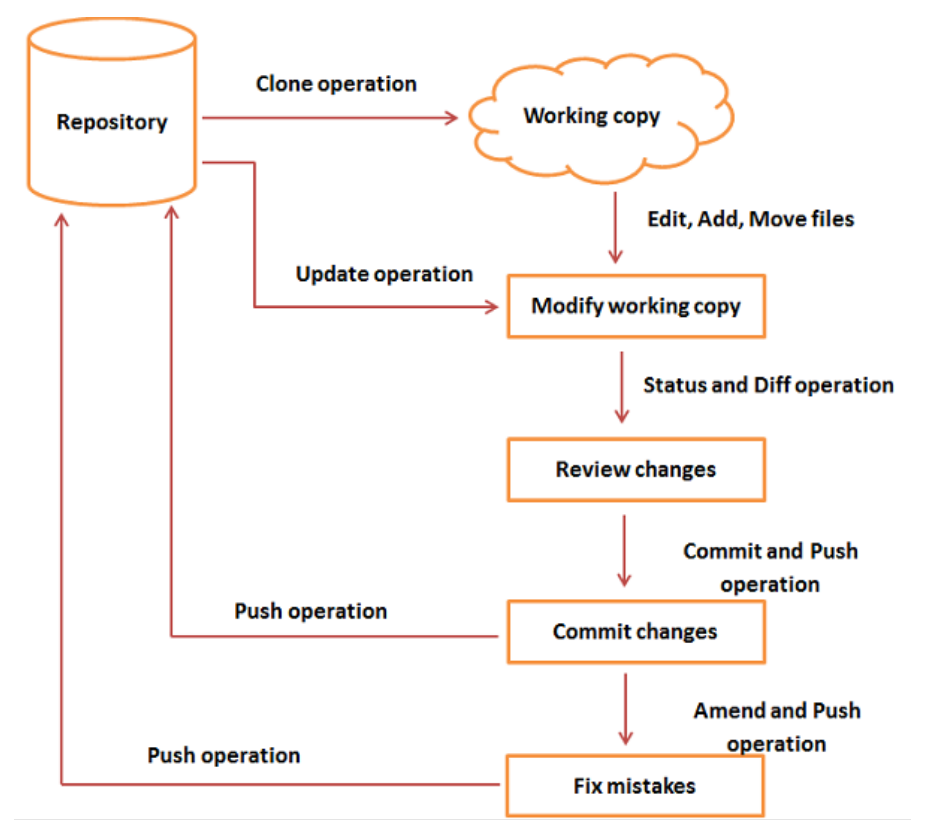 Clone operation
Repository
Working copy
Edit, Add, Move files
Update operation
Modify working copy
Status and Diff operation
Review changes
Commit and Push
operation
Push operation
Commit changes
Amend and Push
operation
Push operation
Fix mistakes